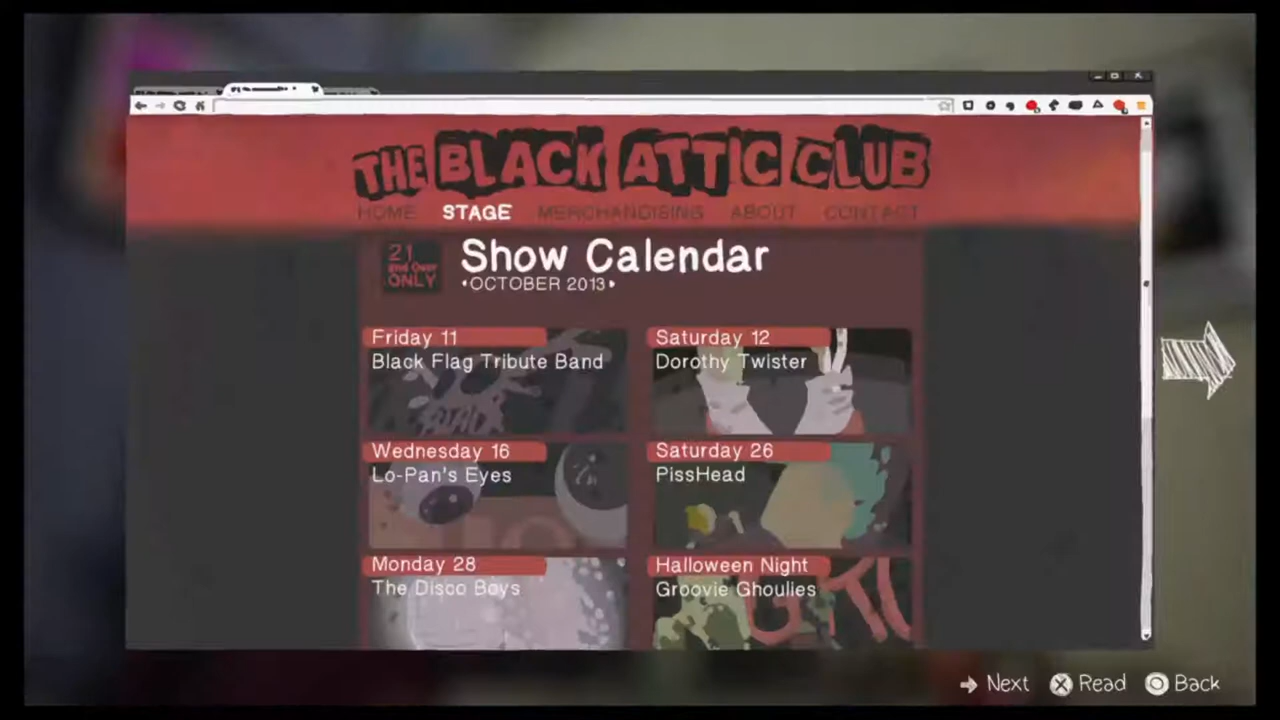 THE BLACK ATTIC CLUB
HOME STAGE MERCHANDISING ABOUT CONTACT
21
and Over
ONLY
Show Calendar
•OCTOBER 2013•
Friday 11
Black Flag Tribute Band
Saturday 12
Dorothy Twister
Wednesday 16
Lo-Pan's Eyes
Saturday 26
PissHead
Monday 28
The Disco Boys
Halloween Night
Groovie Ghoulies
Next Read Back